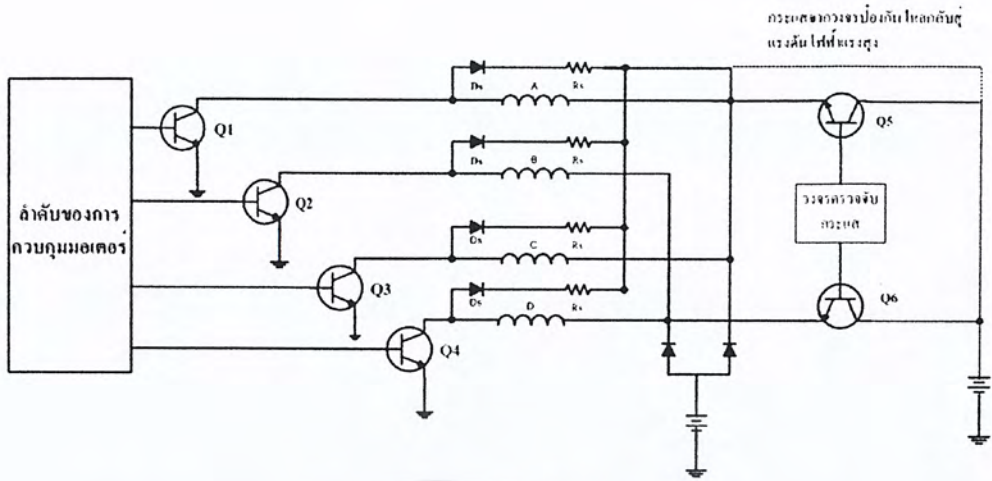 กระแสจากวงจรป้องกันไหลกลับสู่
แรงดันไฟฟ้าแรงสูง
Ds
A
Rs
Q1
Q5
Ds
B
Rs
Q2
วงจรตรวจจับ
กระแส
ลำดับของการ
ควบคุมมอเตอร์
Ds
C
Rs
Q3
Q6
Ds
D
Rs
Q4